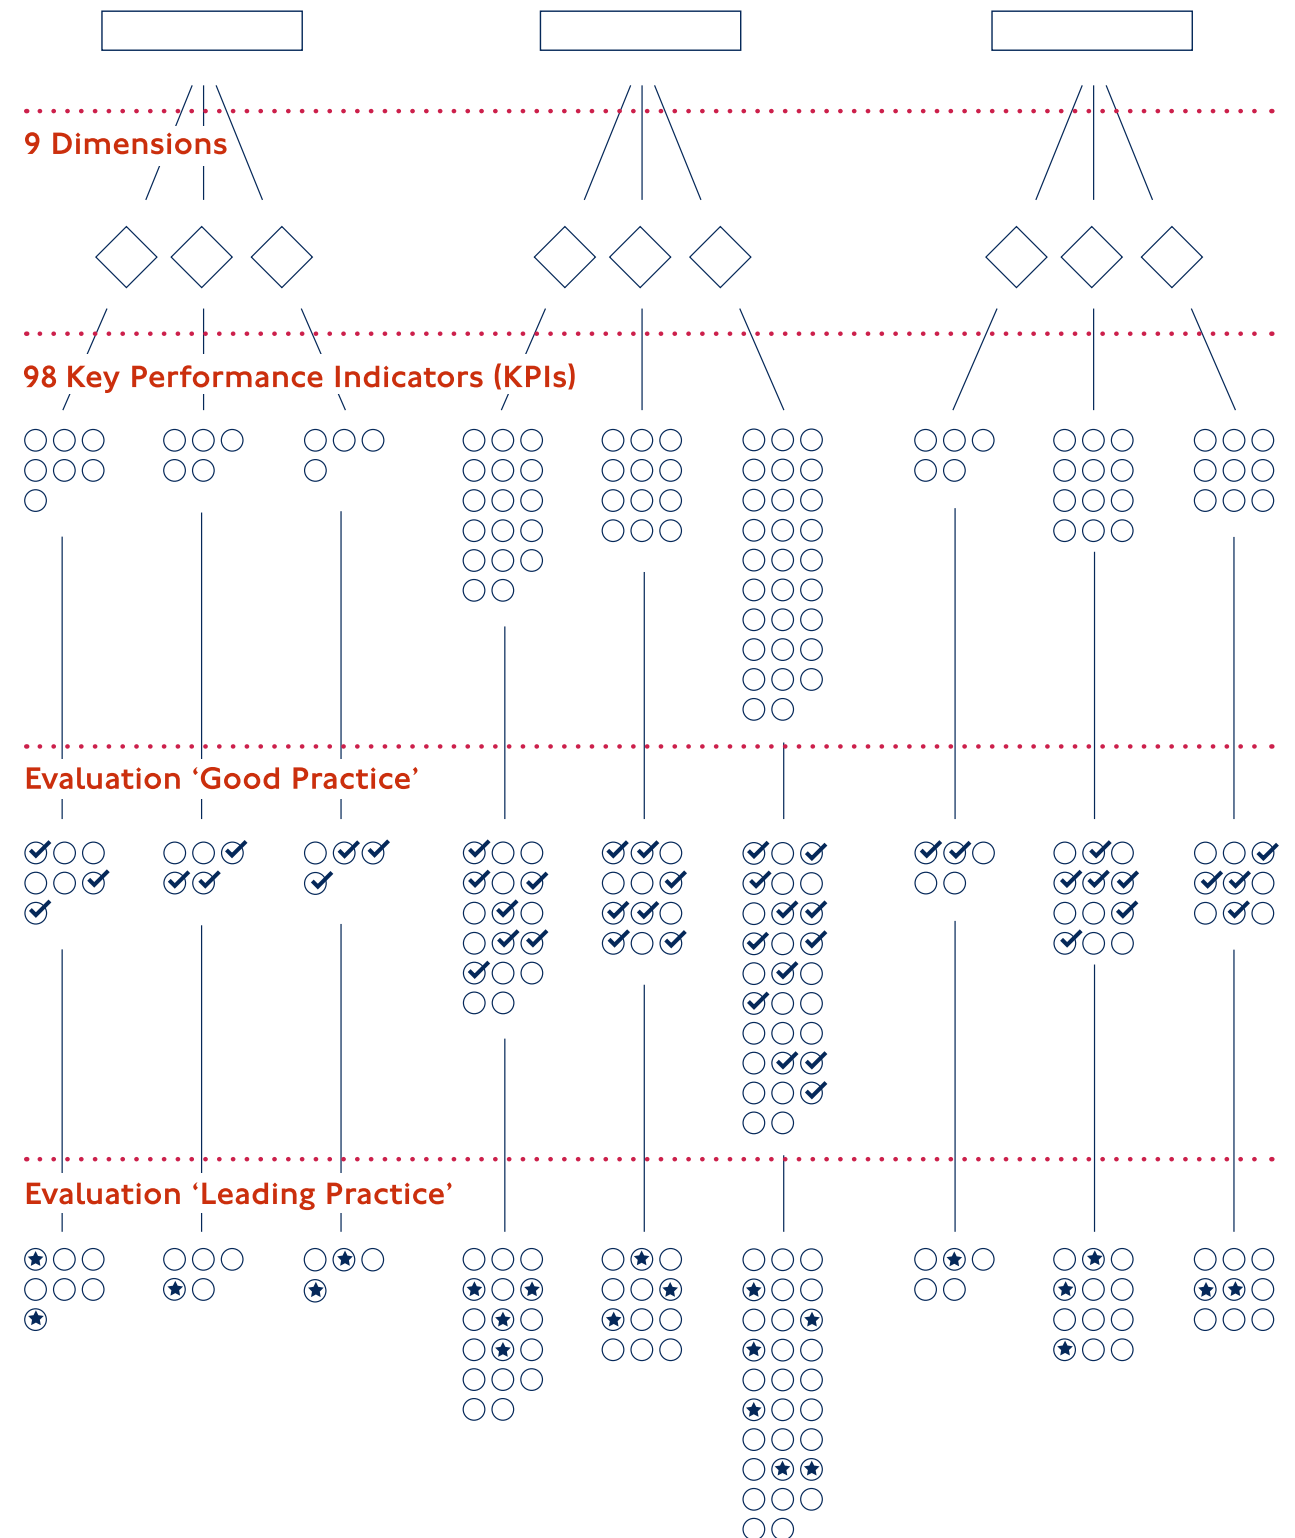 9 Dimensions
98 Key Performance Indicators (KPIs)
Evaluation ‘Good Practice’
Evaluation ‘Leading Practice’